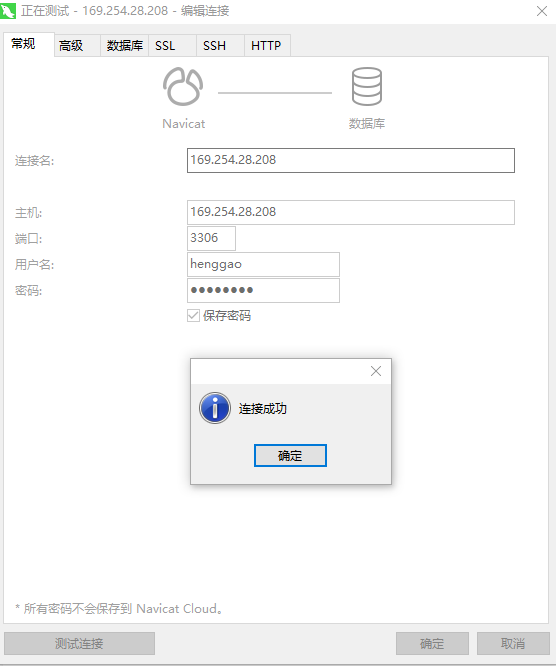 正在测试 - 169.254.28.208 - 编辑连接
常规 高级 数据库 SSL SSH HTTP
Navicat 数据库
连接名: 169.254.28.208
主机: 169.254.28.208
端口: 3306
用户名: henggao
密码: ●●●●●●●●
保存密码
连接成功
确定
* 所有密码不会保存到 Navicat Cloud。
测试连接 确定 取消